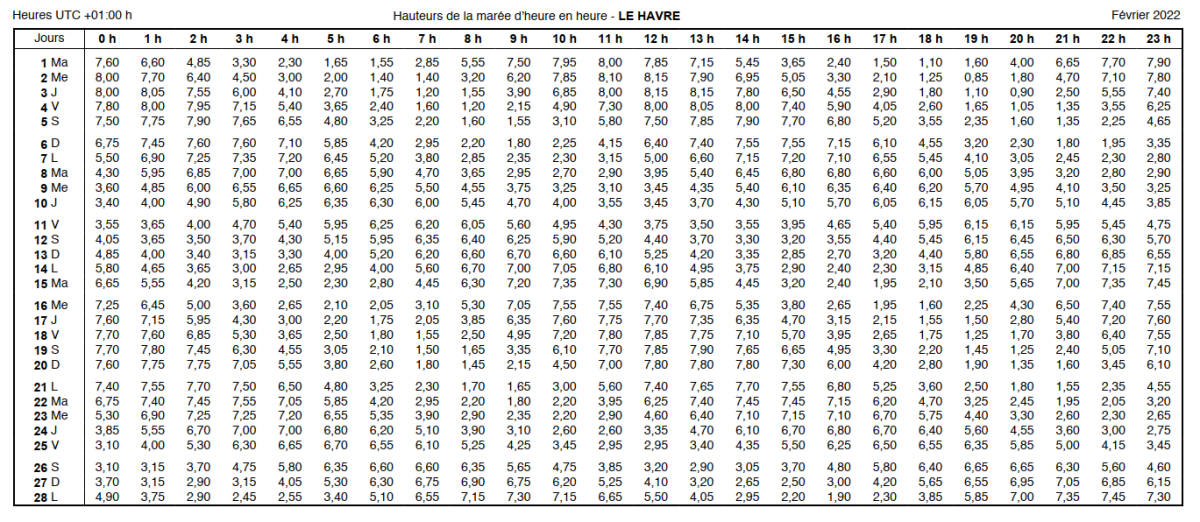 Heures UTC +01:00 h Hauteurs de la marée d'heure en heure - LE HAVRE Février 2022
Jours 0 h 1 h 2 h 3 h 4 h 5 h 6 h 7 h 8 h 9 h 10 h 11 h 12 h 13 h 14 h 15 h 16 h 17 h 18 h 19 h 20 h 21 h 22 h 23 h
1 Ma 7,60 6,60 4,85 3,30 2,30 1,65 1,55 2,85 5,55 7,50 7,95 8,00 7,85 7,15 5,45 3,65 2,40 1,50 1,10 1,60 4,00 6,65 7,70 7,90
2 Me 8,00 7,70 6,40 4,50 3,00 2,00 1,40 1,40 3,20 6,20 7,85 8,10 8,15 7,90 6,95 5,05 3,30 2,10 1,25 0,85 1,80 4,70 7,10 7,80
3 J 8,00 8,05 7,55 6,00 4,10 2,70 1,75 1,20 1,55 3,90 6,85 8,00 8,15 8,15 7,80 6,50 4,55 2,90 1,80 1,10 0,90 2,50 5,55 7,40
4 V 7,80 8,00 7,95 7,15 5,40 3,65 2,40 1,60 1,20 2,15 4,90 7,30 8,00 8,05 8,00 7,40 5,90 4,05 2,60 1,65 1,05 1,35 3,55 6,25
5 S 7,50 7,75 7,90 7,65 6,55 4,80 3,25 2,20 1,60 1,55 3,10 5,80 7,50 7,85 7,90 7,70 6,80 5,20 3,55 2,35 1,60 1,35 2,25 4,65
6 D 6,75 7,45 7,60 7,60 7,10 5,85 4,20 2,95 2,20 1,80 2,25 4,15 6,40 7,40 7,55 7,55 7,15 6,10 4,55 3,20 2,30 1,80 1,95 3,35
7 L 5,50 6,90 7,25 7,35 7,20 6,45 5,20 3,80 2,85 2,35 2,30 3,15 5,00 6,60 7,15 7,20 7,10 6,55 5,45 4,10 3,05 2,45 2,30 2,80
8 Ma 4,30 5,95 6,85 7,00 7,00 6,65 5,90 4,70 3,65 2,95 2,70 2,90 3,95 5,40 6,45 6,80 6,80 6,60 6,00 5,05 3,95 3,20 2,80 2,90
9 Me 3,60 4,85 6,00 6,55 6,65 6,60 6,25 5,50 4,55 3,75 3,25 3,10 3,45 4,35 5,40 6,10 6,35 6,40 6,20 5,70 4,95 4,10 3,50 3,25
10 J 3,40 4,00 4,90 5,80 6,25 6,35 6,30 6,00 5,45 4,70 4,00 3,55 3,45 3,70 4,30 5,10 5,70 6,05 6,15 6,05 5,70 5,10 4,45 3,85
11 V 3,55 3,65 4,00 4,70 5,40 5,95 6,25 6,20 6,05 5,60 4,95 4,30 3,75 3,50 3,55 3,95 4,65 5,40 5,95 6,15 6,15 5,95 5,45 4,75
12 S 4,05 3,65 3,50 3,70 4,30 5,15 5,95 6,35 6,40 6,25 5,90 5,20 4,40 3,70 3,30 3,20 3,55 4,40 5,45 6,15 6,45 6,50 6,30 5,70
13 D 4,85 4,00 3,40 3,15 3,30 4,00 5,20 6,20 6,60 6,70 6,60 6,10 5,25 4,20 3,35 2,85 2,70 3,20 4,40 5,80 6,55 6,80 6,85 6,55
14 L 5,80 4,65 3,65 3,00 2,65 2,95 4,00 5,60 6,70 7,00 7,05 6,80 6,10 4,95 3,75 2,90 2,40 2,30 3,15 4,85 6,40 7,00 7,15 7,15
15 Ma 6,65 5,55 4,20 3,15 2,50 2,30 2,80 4,45 6,30 7,20 7,35 7,30 6,90 5,85 4,45 3,20 2,40 1,95 2,10 3,50 5,65 7,00 7,35 7,45
16 Me 7,25 6,45 5,00 3,60 2,65 2,10 2,05 3,10 5,30 7,05 7,55 7,55 7,40 6,75 5,35 3,80 2,65 1,95 1,60 2,25 4,30 6,50 7,40 7,55
17 J 7,60 7,15 5,95 4,30 3,00 2,20 1,75 2,05 3,85 6,35 7,60 7,75 7,70 7,35 6,35 4,70 3,15 2,15 1,55 1,50 2,80 5,40 7,20 7,60
18 V 7,70 7,60 6,85 5,30 3,65 2,50 1,80 1,55 2,50 4,95 7,20 7,80 7,85 7,75 7,10 5,70 3,95 2,65 1,75 1,25 1,70 3,80 6,40 7,55
19 S 7,70 7,80 7,45 6,30 4,55 3,05 2,10 1,50 1,65 3,35 6,10 7,70 7,85 7,90 7,65 6,65 4,95 3,30 2,20 1,45 1,25 2,40 5,05 7,10
20 D 7,60 7,75 7,75 7,05 5,55 3,80 2,60 1,80 1,45 2,15 4,50 7,00 7,80 7,80 7,80 7,30 6,00 4,20 2,80 1,90 1,35 1,60 3,45 6,10
21 L 7,40 7,55 7,70 7,50 6,50 4,80 3,25 2,30 1,70 1,65 3,00 5,60 7,40 7,65 7,70 7,55 6,80 5,25 3,60 2,50 1,80 1,55 2,35 4,55
22 Ma 6,75 7,40 7,45 7,55 7,05 5,85 4,20 2,95 2,20 1,80 2,20 3,95 6,25 7,40 7,45 7,45 7,15 6,20 4,70 3,25 2,45 1,95 2,05 3,20
23 Me 5,30 6,90 7,25 7,25 7,20 6,55 5,35 3,90 2,90 2,35 2,20 2,90 4,60 6,40 7,10 7,15 7,10 6,70 5,75 4,40 3,30 2,60 2,30 2,65
24 J 3,85 5,55 6,70 7,00 7,00 6,80 6,20 5,10 3,90 3,10 2,60 2,60 3,35 4,70 6,10 6,70 6,80 6,70 6,40 5,60 4,55 3,60 3,00 2,75
25 V 3,10 4,00 5,30 6,30 6,65 6,70 6,55 6,10 5,25 4,25 3,45 2,95 2,95 3,40 4,35 5,50 6,25 6,50 6,55 6,35 5,85 5,00 4,15 3,45
26 S 3,10 3,15 3,70 4,75 5,80 6,35 6,60 6,60 6,35 5,65 4,75 3,85 3,20 2,90 3,05 3,70 4,80 5,80 6,40 6,65 6,65 6,30 5,60 4,60
27 D 3,70 3,15 2,90 3,15 4,05 5,30 6,30 6,75 6,90 6,75 6,20 5,25 4,10 3,20 2,65 2,50 3,00 4,20 5,65 6,55 6,95 7,05 6,85 6,15
28 L 4,90 3,75 2,90 2,45 2,55 3,40 5,10 6,55 7,15 7,30 7,15 6,65 5,50 4,05 2,95 2,20 1,90 2,30 3,85 5,85 7,00 7,35 7,45 7,30